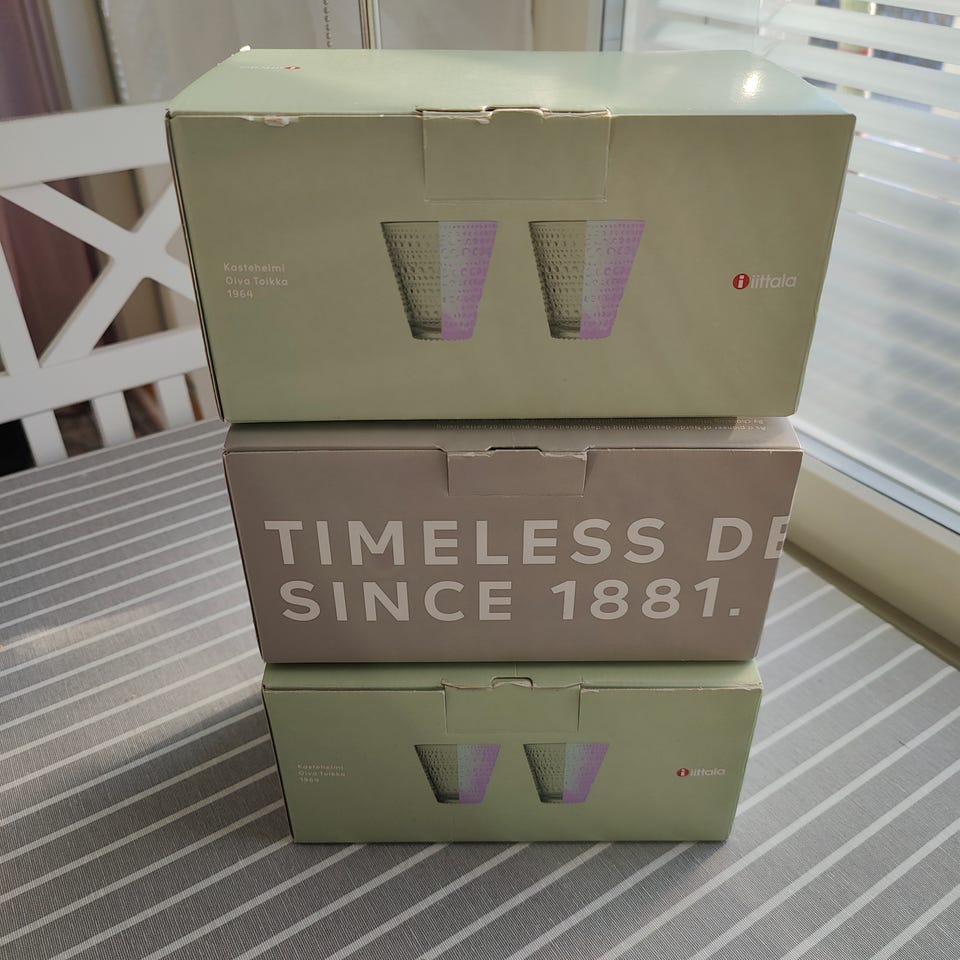 Kastehelmi
Oiva Toikka
1964
i iittala
TIMELESS DE
SINCE 1881.
Kastehelmi
Oiva Toikka
1964
i iittala